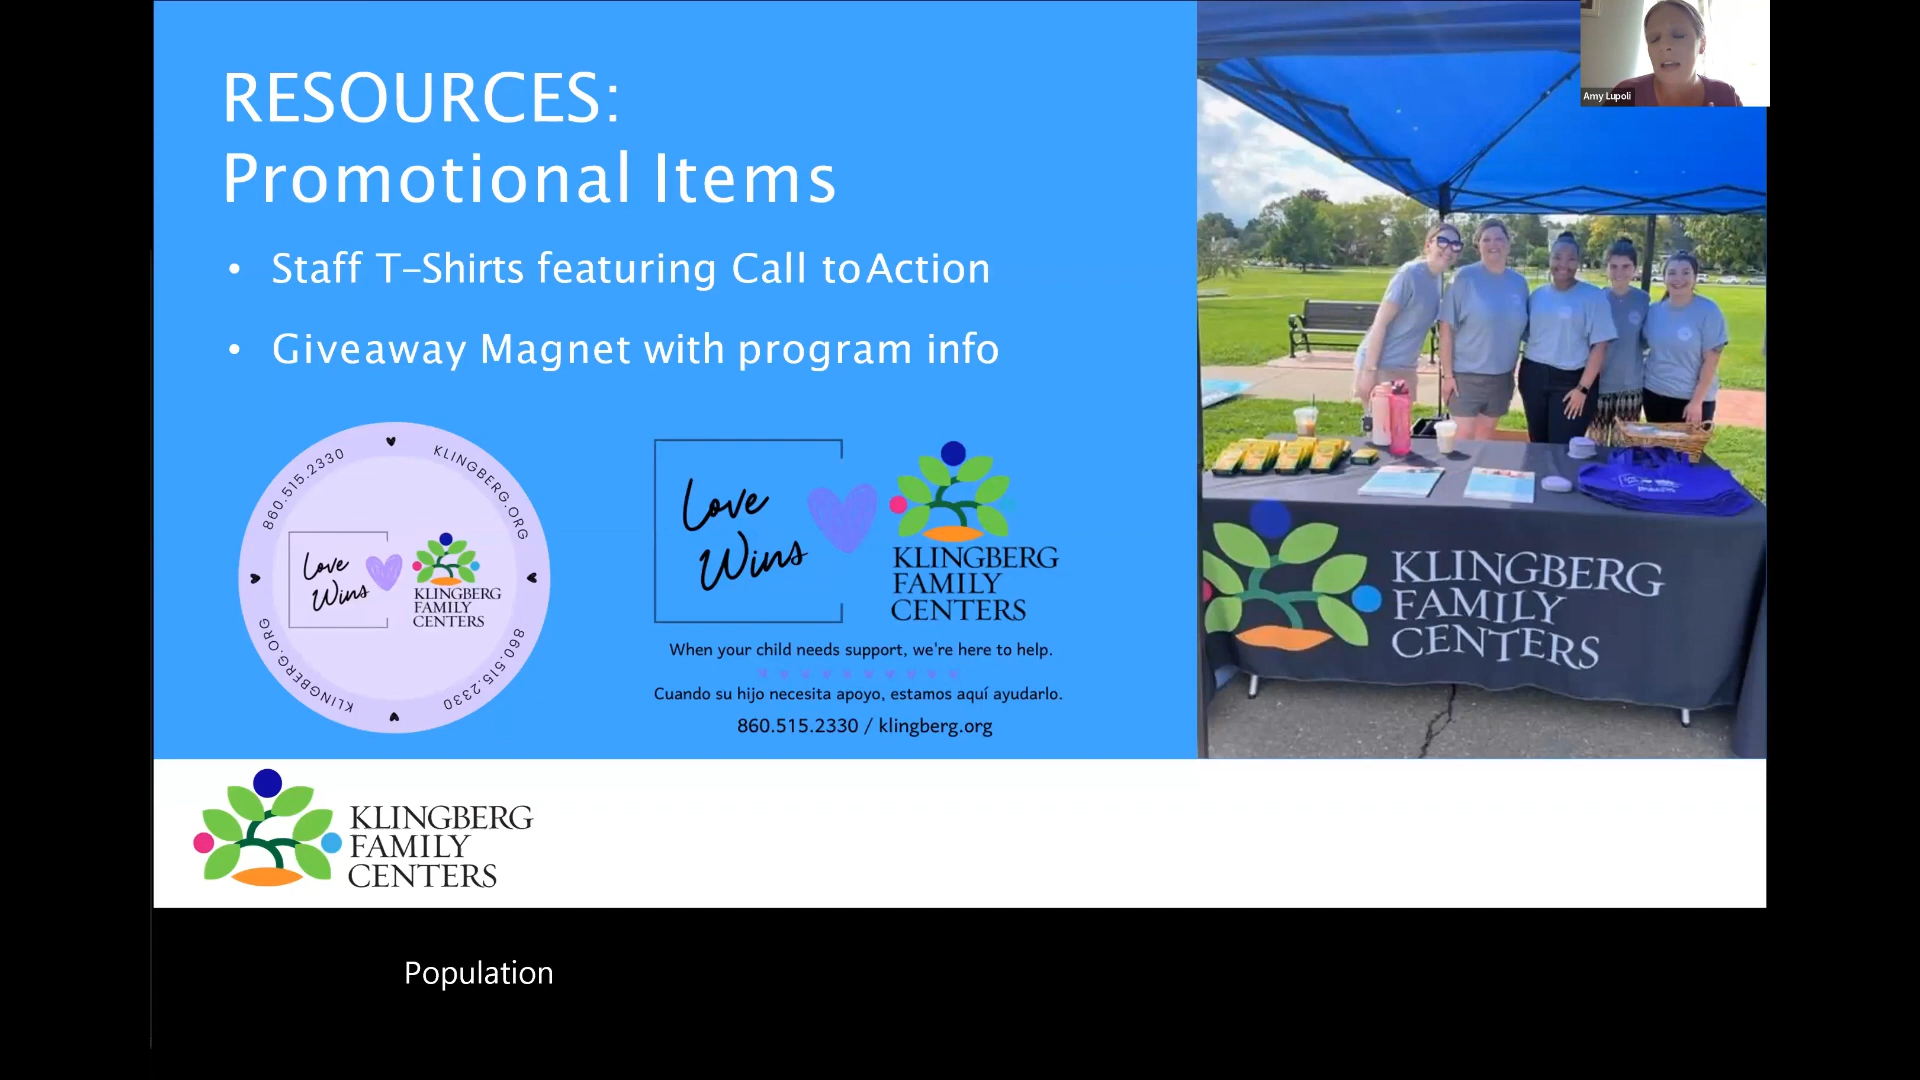 RESOURCES:
Promotional Items
• Staff T-Shirts featuring Call to Action
• Giveaway Magnet with program info
860.515.2330
KLINGBERG.ORG
Love
Wins
KLINGBERG
FAMILY
CENTERS
KLINGBERG.ORG
860.515.2330
Love
Wins
KLINGBERG
FAMILY
CENTERS
When your child needs support, we're here to help.
Cuando su hijo necesita apoyo, estamos aquí ayudarlo.
860.515.2330 / klingberg.org
Amy Lupoli
KLINGBERG
FAMILY
CENTERS
KLINGBERG
FAMILY
CENTERS
Population